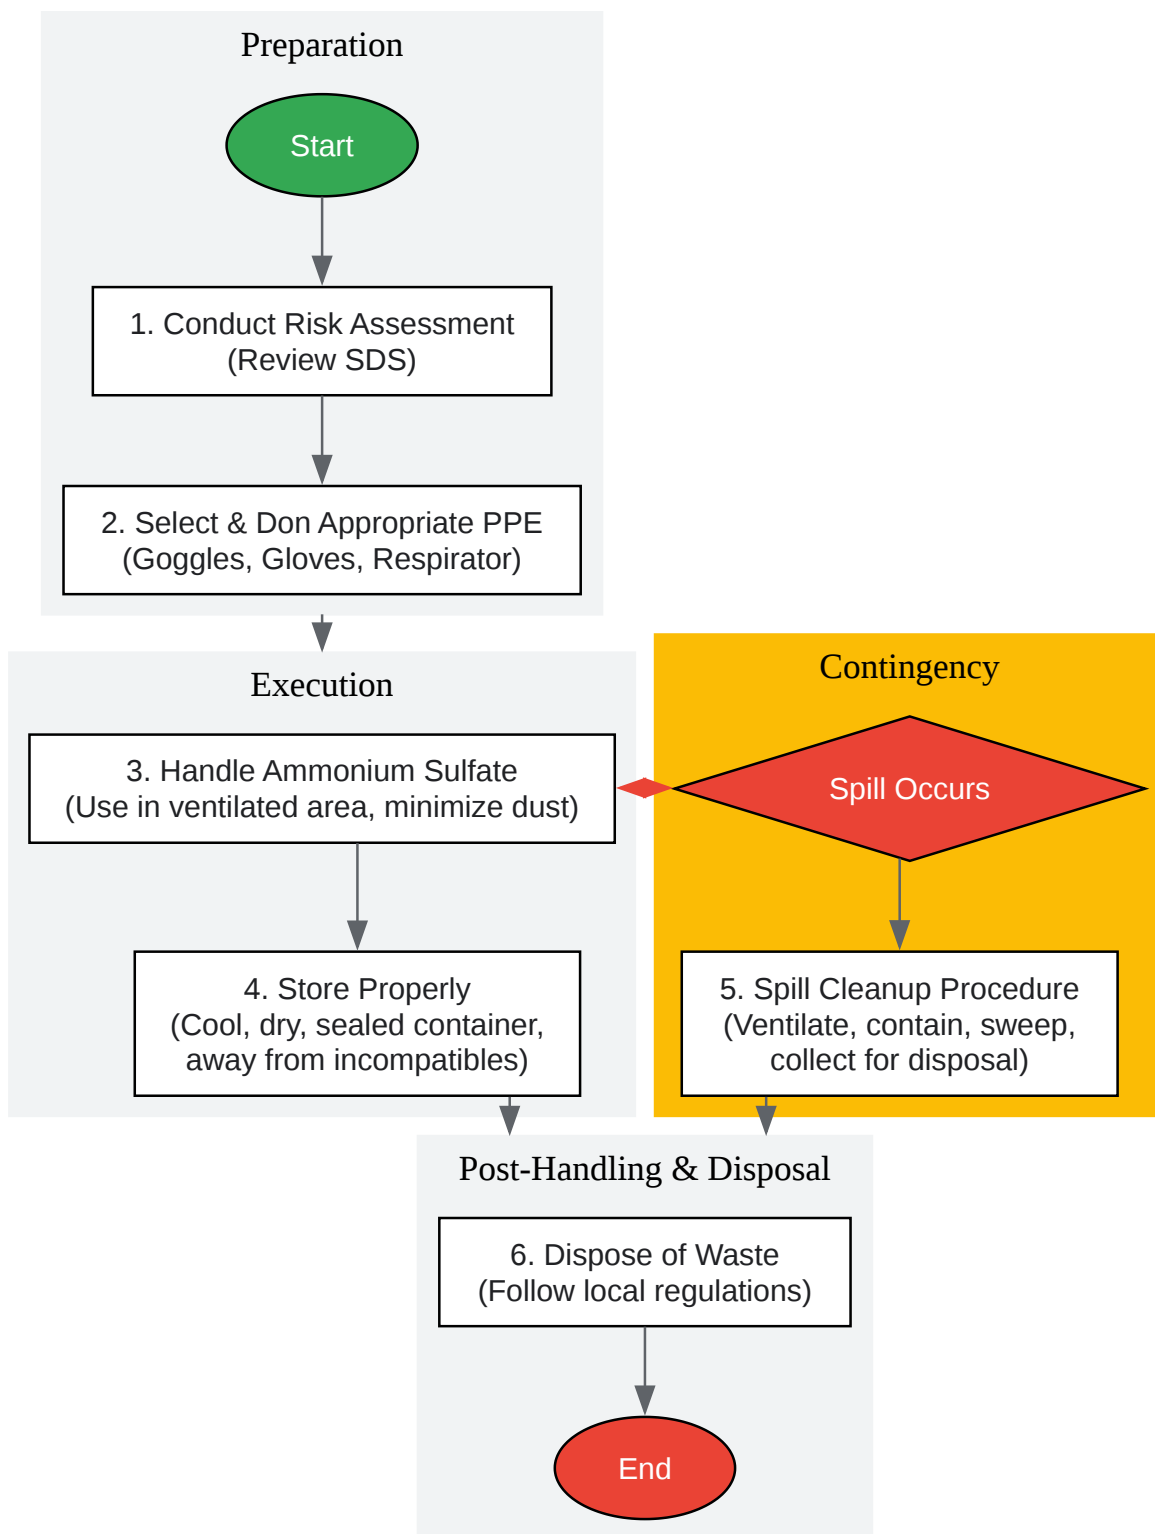 Preparation
Start
1. Conduct Risk Assessment
(Review SDS)
2. Select & Don Appropriate PPE
(Goggles, Gloves, Respirator)
Execution
3. Handle Ammonium Sulfate
(Use in ventilated area, minimize dust)
4. Store Properly
(Cool, dry, sealed container,
away from incompatibles)
Contingency
Spill Occurs
5. Spill Cleanup Procedure
(Ventilate, contain, sweep,
collect for disposal)
Post-Handling & Disposal
6. Dispose of Waste
(Follow local regulations)
End